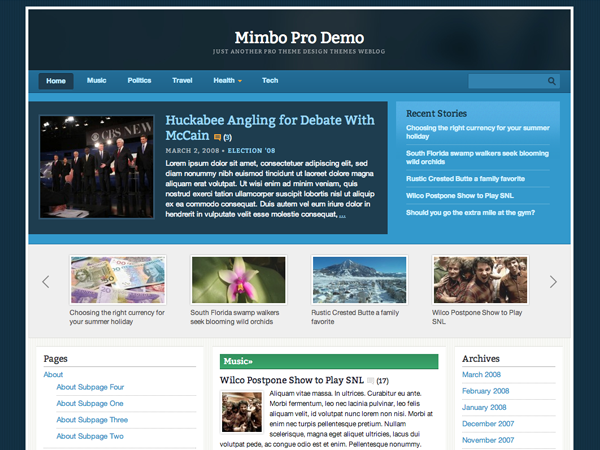 Mimbo Pro Demo
JUST ANOTHER PRO THEME DESIGN THEMES WEBLOG
Home Music Politics Travel Health Tech
CBS NEWS
Huckabee Angling for Debate With
McCain (3)
MARCH 2, 2008 • ELECTION '08
Lorem ipsum dolor sit amet, consectetuer adipiscing elit, sed
diam nonummy nibh euismod tincidunt ut laoreet dolore magna
aliquam erat volutpat. Ut wisi enim ad minim veniam, quis
nostrud exerci tation ullamcorper suscipit lobortis nisl ut aliquip
ex ea commodo consequat. Duis autem vel eum iriure dolor in
hendrerit in vulputate velit esse molestie consequat, ...
Recent Stories
Choosing the right currency for your summer
holiday
South Florida swamp walkers seek blooming
wild orchids
Rustic Crested Butte a family favorite
Wilco Postpone Show to Play SNL
Should you go the extra mile at the gym?
Choosing the right currency for
your summer holiday
South Florida swamp walkers
seek blooming wild orchids
Rustic Crested Butte a family
favorite
Wilco Postpone Show to Play
SNL
Pages
About
About Subpage Four
About Subpage One
About Subpage Three
About Subpage Two
Music»
Wilco Postpone Show to Play SNL (17)
Aliquam vitae massa. In ultrices. Curabitur eu ante.
Morbi fermentum, leo nec lacinia pulvinar, leo felis
aliquam velit, id volutpat nunc lorem non nisi. Morbi at
enim nec turpis pellentesque pretium. Nullam
scelerisque, magna eget aliquet ultricies, lacus dui
volutpat pede, ac congue odio est et enim. Pellentesque nonummy.
Archives
March 2008
February 2008
January 2008
December 2007
November 2007